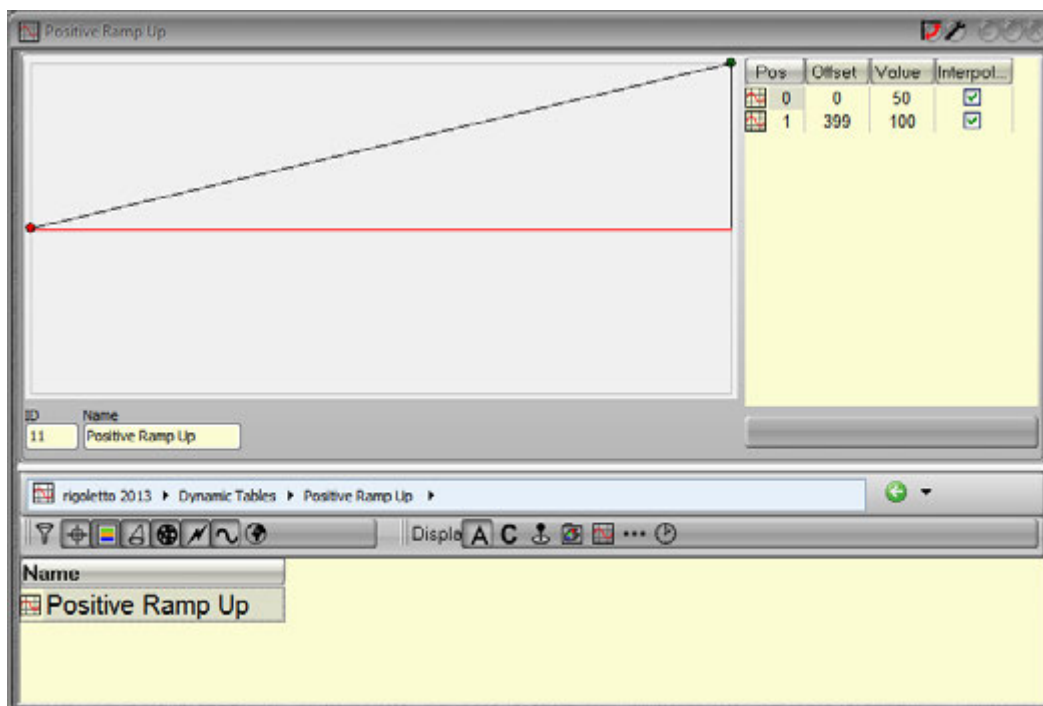 Positive Ramp Up
Pos Offset Value Interpol...
0 0 50
1 399 100
ID Name
11 Positive Ramp Up
rigoletto 2013 Dynamic Tables Positive Ramp Up
Displa A C
Name
Positive Ramp Up